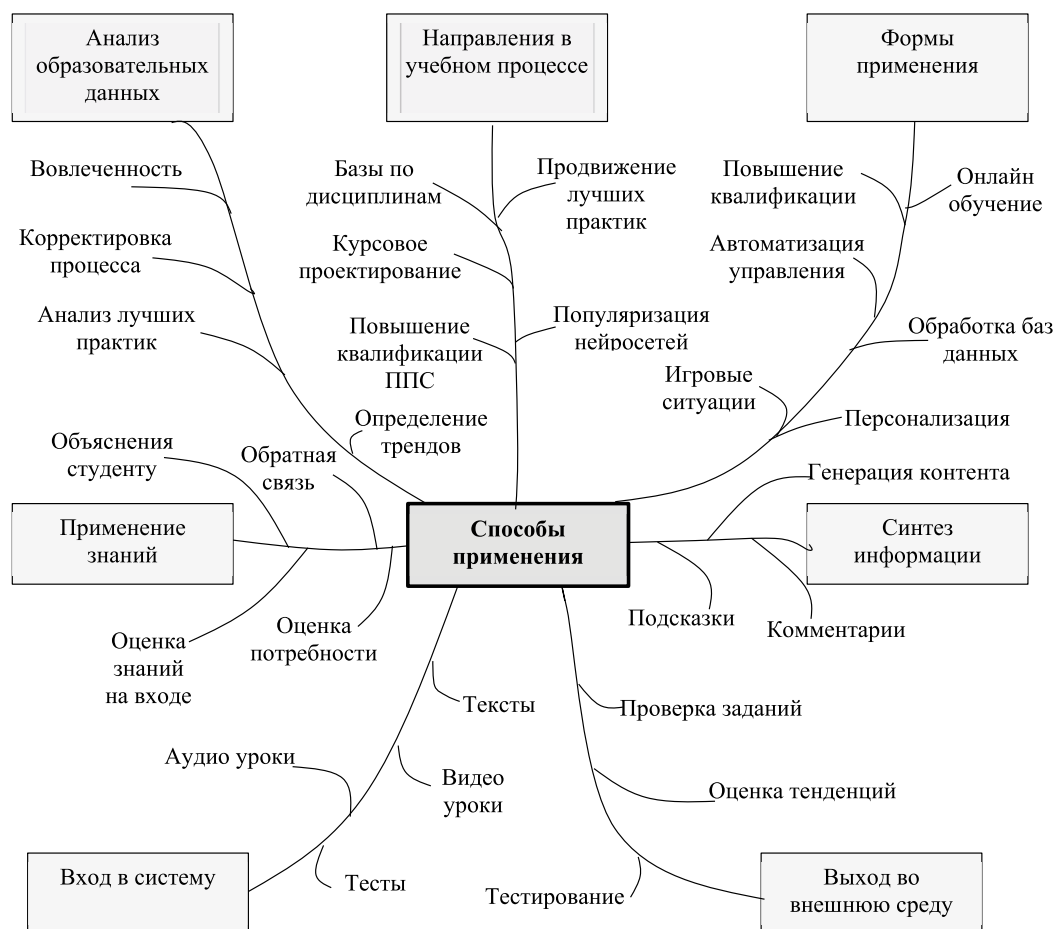 Анализ
образовательных
данных
Направления в
учебном процессе
Формы
применения
Вовлеченность
Корректировка
процесса
Анализ лучших
практик
Определение
трендов
Базы по
дисциплинам
Продвижение
лучших
практик
Курсовое
проектирование
Популяризация
нейросетей
Повышение
квалификации
ППС
Повышение
квалификации
Онлайн
обучение
Автоматизация
управления
Обработка баз
данных
Игровые
ситуации
Персонализация
Объяснения
студенту
Обратная
связь
Применение
знаний
Оценка
знаний
на входе
Оценка
потребности
Способы
применения
Генерация контента
Синтез
информации
Подсказки
Комментарии
Тексты
Аудио уроки
Видео
уроки
Тесты
Вход в систему
Проверка заданий
Оценка тенденций
Тестирование
Выход во
внешнюю среду